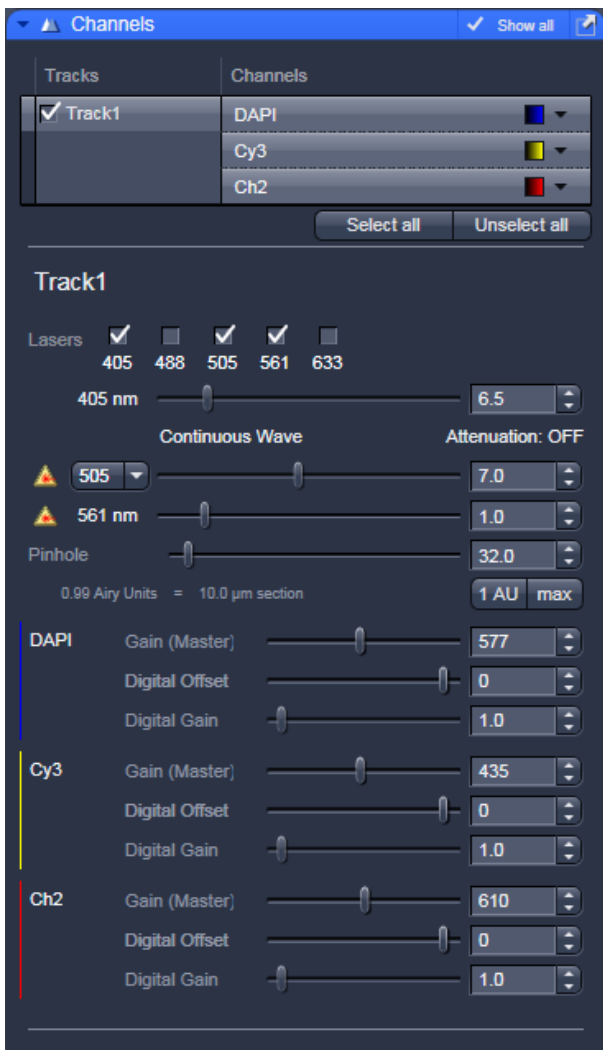 Channels Show all
Tracks Channels
Track1 DAPI
Cy3
Ch2
Select all Unselect all
Track1
Lasers
405 488 505 561 633
405 nm 6.5
Continuous Wave Attenuation: OFF
505 7.0
561 nm 1.0
Pinhole 32.0
0.99 Airy Units = 10.0 µm section 1 AU max
DAPI Gain (Master) 577
Digital Offset 0
Digital Gain 1.0
Cy3 Gain (Master) 435
Digital Offset 0
Digital Gain 1.0
Ch2 Gain (Master) 610
Digital Offset 0
Digital Gain 1.0